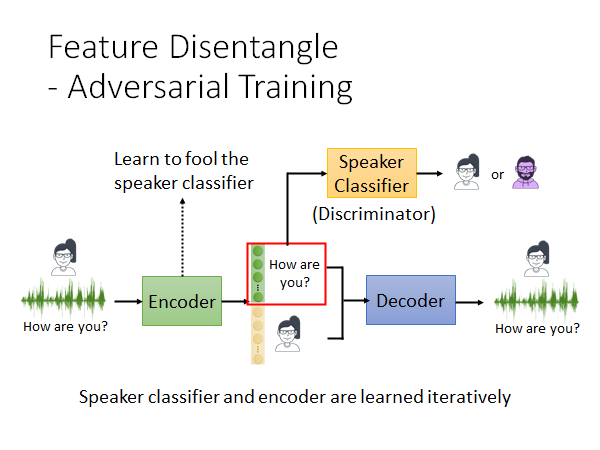 Feature Disentangle
- Adversarial Training
Learn to fool the
speaker classifier
Speaker
Classifier
or
(Discriminator)
How are
you?
Encoder
Decoder
How are you?
How are you?
Speaker classifier and encoder are learned iteratively